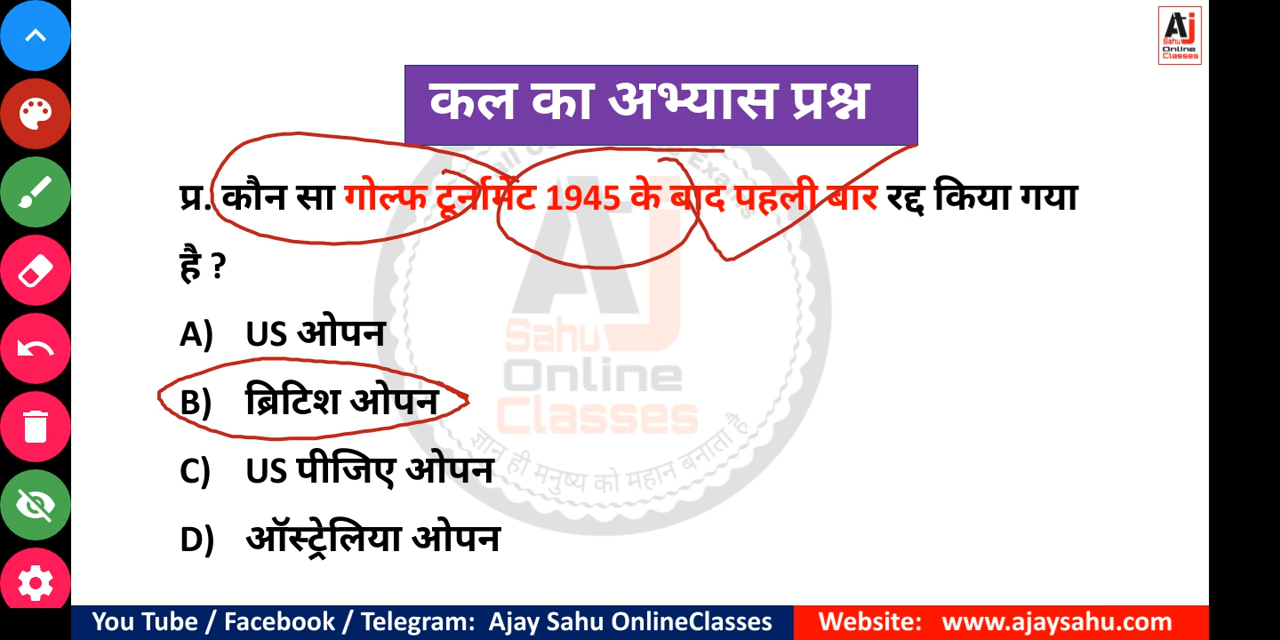 Aj
Sahu
Online
Classes
कल का अभ्यास प्रश्न
प्र. कौन सा गोल्फ टूर्नामेंट 1945 के बाद पहली बार रद्द किया गया
है ?
A) US ओपन
B) ब्रिटिश ओपन
C) US पीजिए ओपन
D) ऑस्ट्रेलिया ओपन
AJ
Sahu
Online
Classes
ज्ञान ही मनुष्य को महान बनाता है
You Tube / Facebook / Telegram: Ajay Sahu OnlineClasses
Website: www.ajaysahu.com